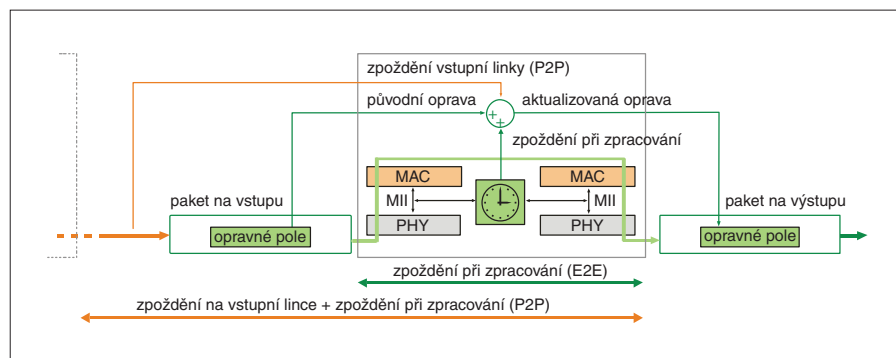 zpoždění vstupní linky (P2P)
původní oprava
aktualizovaná oprava
+
+
zpoždění při zpracování
MAC
MAC
paket na vstupu
MII
MII
paket na výstupu
PHY
PHY
opravné pole
opravné pole
zpoždění při zpracování (E2E)
zpoždění na vstupní lince + zpoždění při zpracování (P2P)